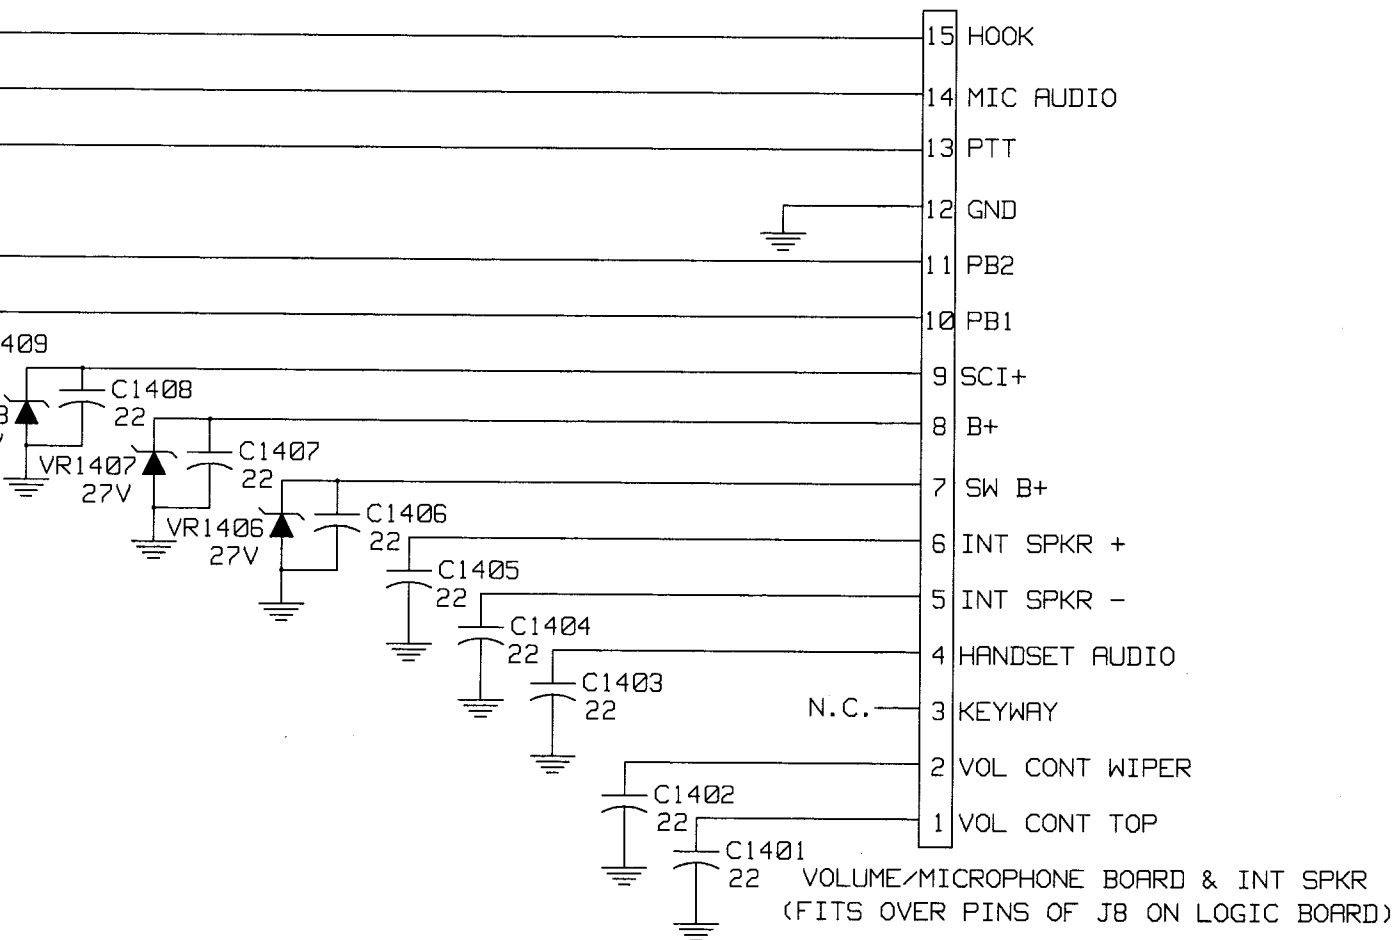 15 HOOK
14 MIC AUDIO
13 PTT
12 GND
11 PB2
10 PB1
409
9 SCI+
C1408
22
8 B+
VR1407
27V
C1407
22
7 SW B+
VR1406
27V
C1406
22
6 INT SPKR +
C1405
22
5 INT SPKR -
C1404
22
4 HANDSET AUDIO
C1403
22
N.C.
3 KEYWAY
2 VOL CONT WIPER
C1402
22
1 VOL CONT TOP
C1401
22
VOLUME/MICROPHONE BOARD & INT SPKR
(FITS OVER PINS OF J8 ON LOGIC BOARD)